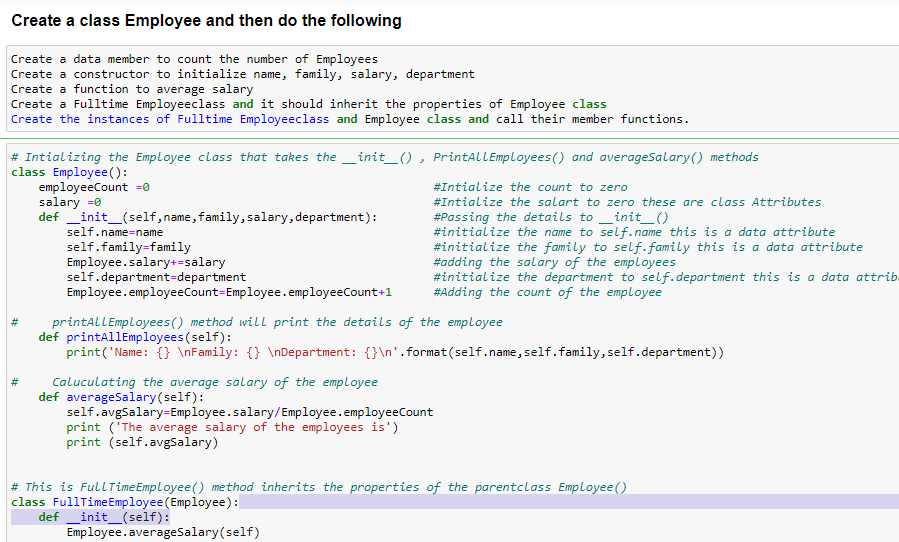 Create a class Employee and then do the following
Create a data member to count the number of Employees
Create a constructor to initialize name, family, salary, department
Create a function to average salary
Create a Fulltime Employeeclass and it should inherit the properties of Employee class
Create the instances of Fulltime Employeeclass and Employee class and call their member functions.
# Intializing the Employee class that takes the __init__() , PrintAllEmployees() and averageSalary() methods
class Employee():
employeeCount =0 #Intialize the count to zero
salary =0 #Intialize the salart to zero these are class Attributes
def __init__(self,name,family,salary,department): #Passing the details to __init__()
self.name=name #initialize the name to self.name this is a data attribute
self.family=family #initialize the family to self.family this is a data attribute
Employee.salary+=salary #adding the salary of the employees
self.department=department #initialize the department to self.department this is a data attrib
Employee.employeeCount=Employee.employeeCount+1 #Adding the count of the employee
# printAllEmployees() method will print the details of the employee
def printAllEmployees(self):
print('Name: {} \nFamily: {} \nDepartment: {}\n'.format(self.name,self.family,self.department))
# Caluculating the average salary of the employee
def averageSalary(self):
self.avgSalary=Employee.salary/Employee.employeeCount
print ('The average salary of the employees is')
print (self.avgSalary)
# This is FullTimeEmployee() method inherits the properties of the parentclass Employee()
class FullTimeEmployee(Employee):
def __init__(self):
Employee.averageSalary(self)